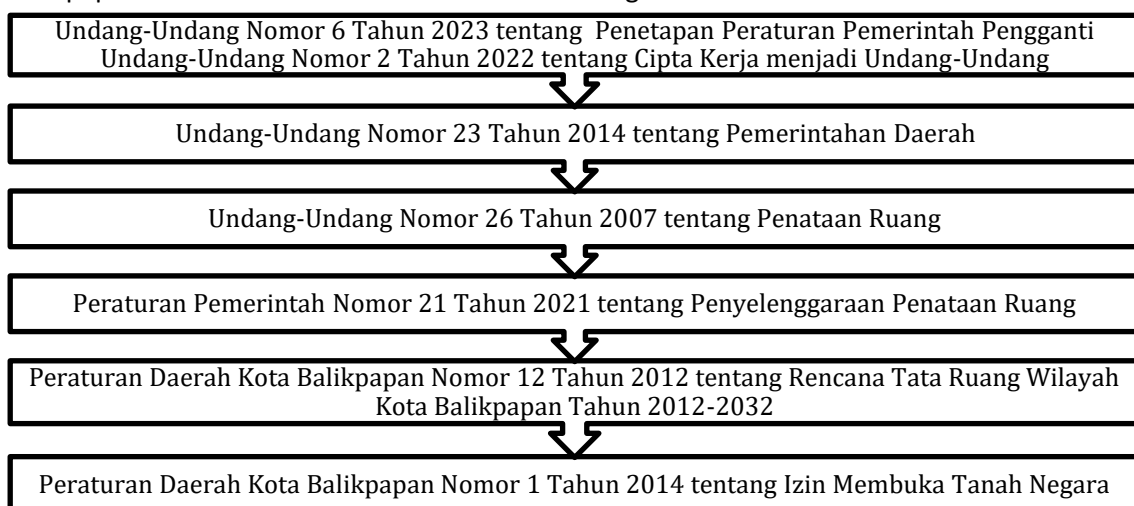 Undang-Undang Nomor 6 Tahun 2023 tentang Penetapan Peraturan Pemerintah Pengganti
Undang-Undang Nomor 2 Tahun 2022 tentang Cipta Kerja menjadi Undang-Undang
Undang-Undang Nomor 23 Tahun 2014 tentang Pemerintahan Daerah
Undang-Undang Nomor 26 Tahun 2007 tentang Penataan Ruang
Peraturan Pemerintah Nomor 21 Tahun 2021 tentang Penyelenggaraan Penataan Ruang
Peraturan Daerah Kota Balikpapan Nomor 12 Tahun 2012 tentang Rencana Tata Ruang Wilayah
Kota Balikpapan Tahun 2012-2032
Peraturan Daerah Kota Balikpapan Nomor 1 Tahun 2014 tentang Izin Membuka Tanah Negara